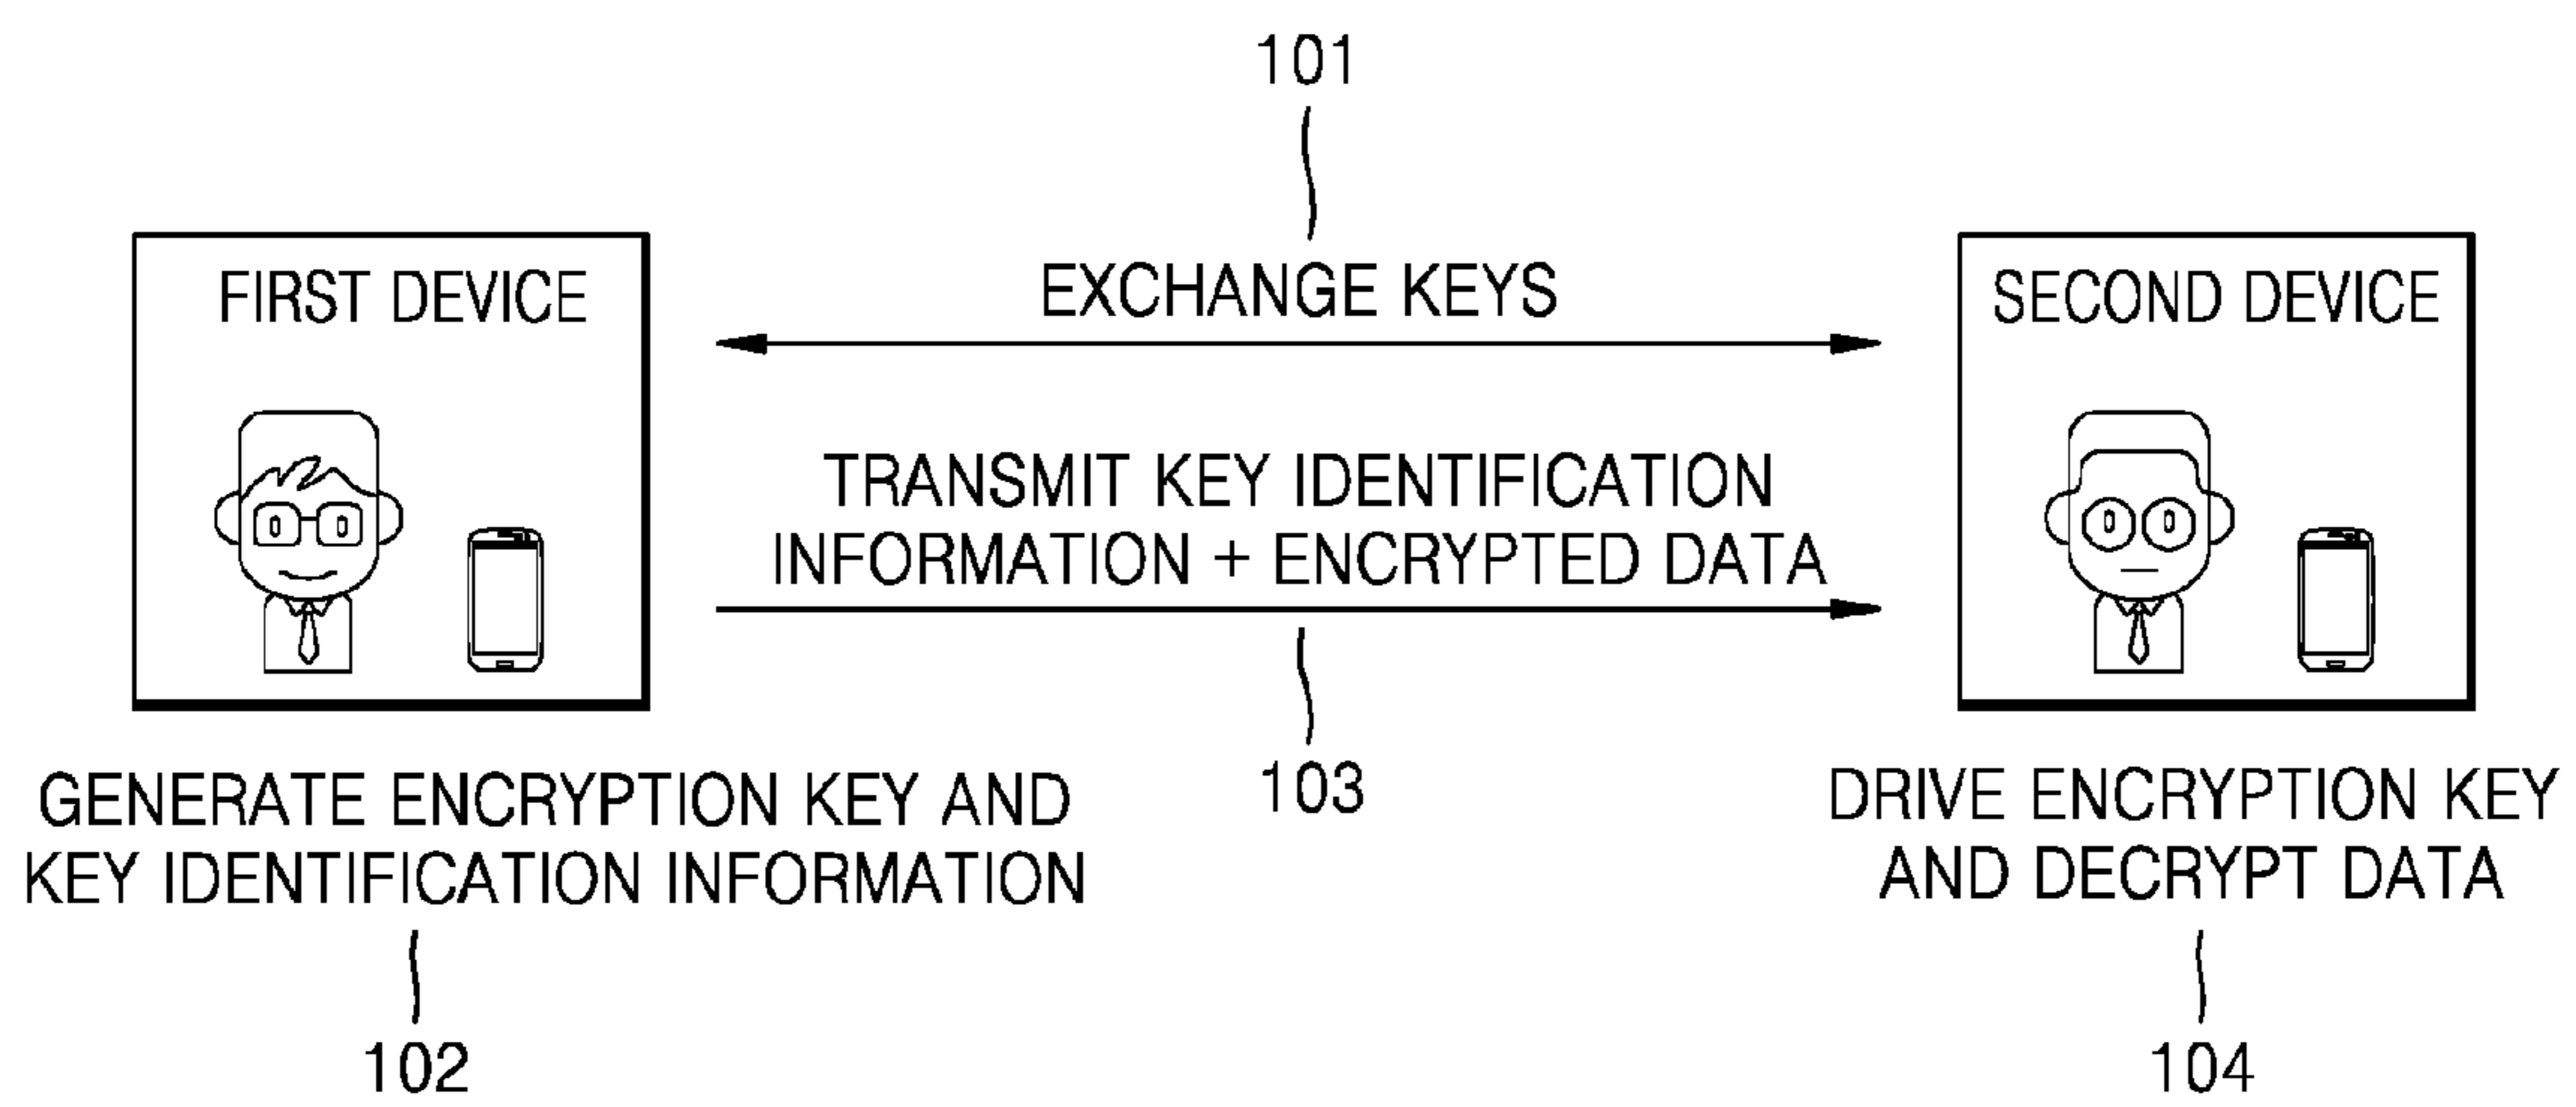 101
FIRST DEVICE
EXCHANGE KEYS
SECOND DEVICE
TRANSMIT KEY IDENTIFICATION
INFORMATION + ENCRYPTED DATA
103
GENERATE ENCRYPTION KEY AND
KEY IDENTIFICATION INFORMATION
102
DRIVE ENCRYPTION KEY
AND DECRYPT DATA
104